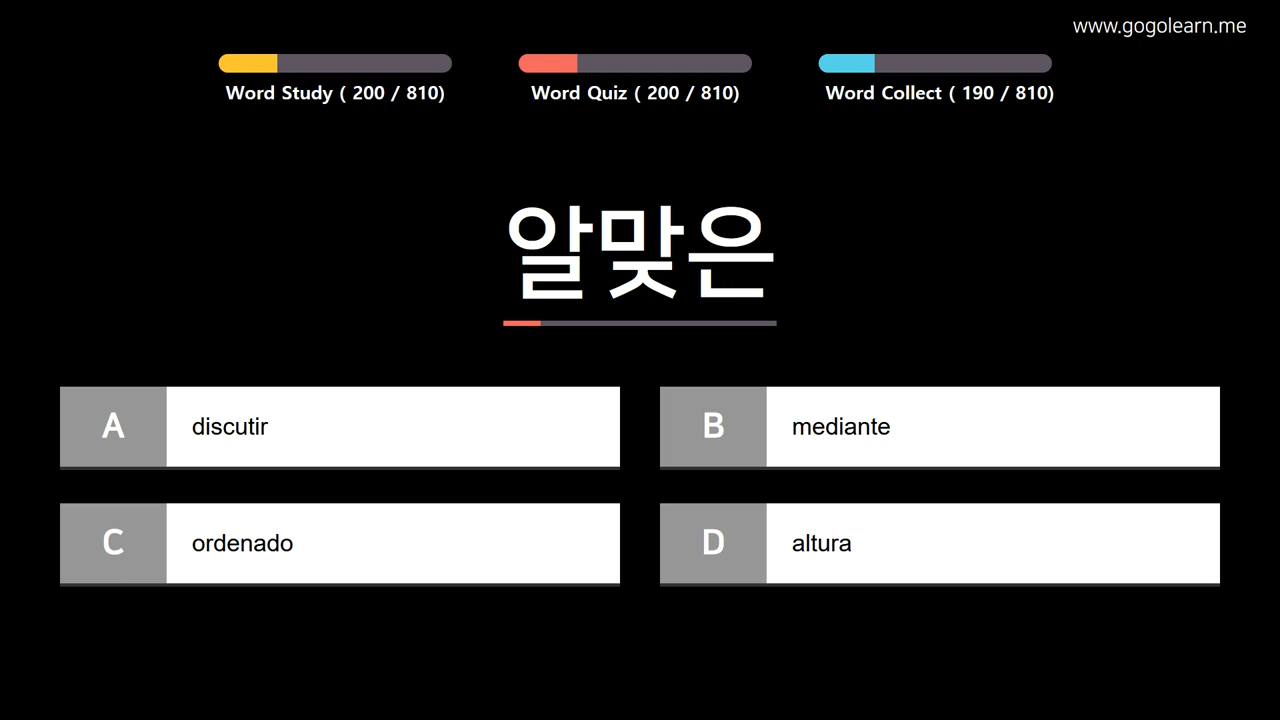 www.gogolearn.me
Word Study ( 200 / 810)
Word Quiz ( 200 / 810)
Word Collect ( 190 / 810)
알맞은
A discutir
B mediante
C ordenado
D altura